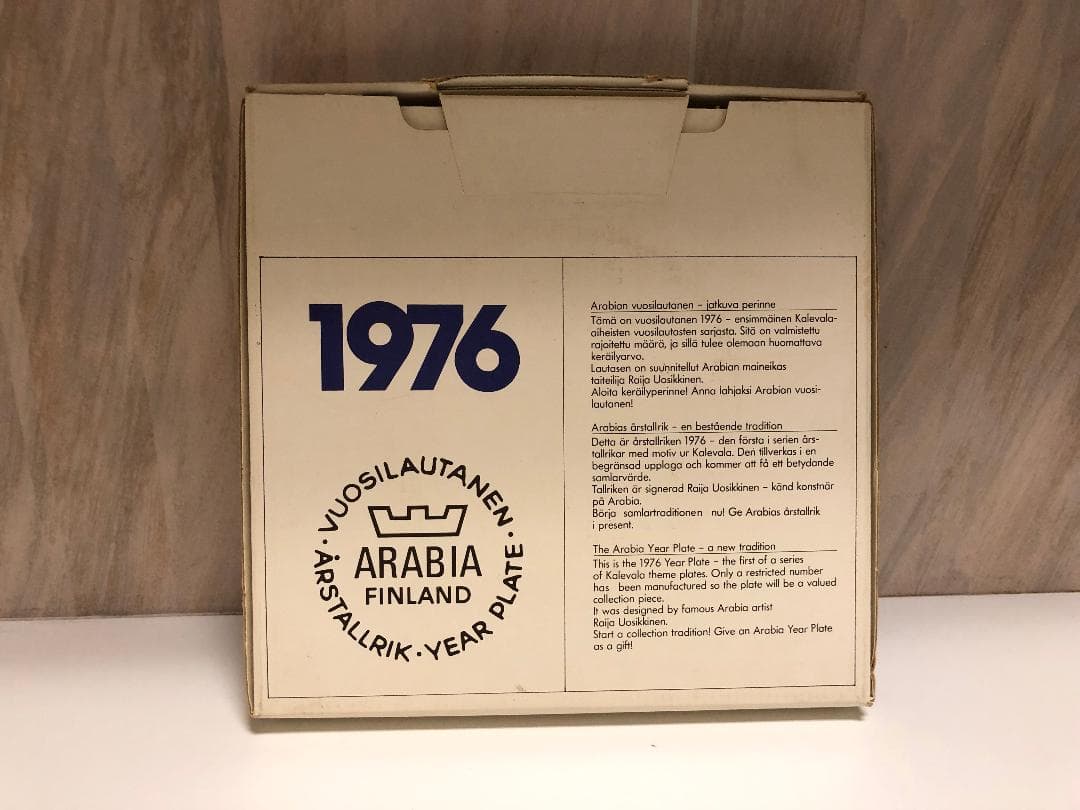 1976
· VUOSILAUTANEN ·
ARABIA
FINLAND
ÅRSTALLRIK · YEAR PLATE
Arabian vuosilautanen – jatkuva perinne
Tämä on vuosilautanen 1976 – ensimmäinen Kalevala-
aiheisten vuosilautasten sarjasta. Sitä on valmistettu
rajoitettu määrä, ja sillä tulee olemaan huomattava
keräilyarvo.
Lautasen on suunnitellut Arabian maineikas
taiteilija Raija Uosikkinen.
Aloita keräilyperinne! Anna lahjaksi Arabian vuosi-
lautanen!
Arabias årstallrik – en bestående tradition
Detta är årstallriken 1976 – den första i serien års-
tallrikar med motiv ur Kalevala. Den tillverkas i en
begränsad upplaga och kommer att få ett betydande
samlarvärde.
Tallriken är signerad Raija Uosikkinen – känd konstnär
på Arabia.
Börja samlartraditionen nu! Ge Arabias årstallrik
i present.
The Arabia Year Plate – a new tradition
This is the 1976 Year Plate – the first of a series
of Kalevala theme plates. Only a restricted number
has been manufactured so the plate will be a valued
collection piece.
It was designed by famous Arabia artist
Raija Uosikkinen.
Start a collection tradition! Give an Arabia Year Plate
as a gift!